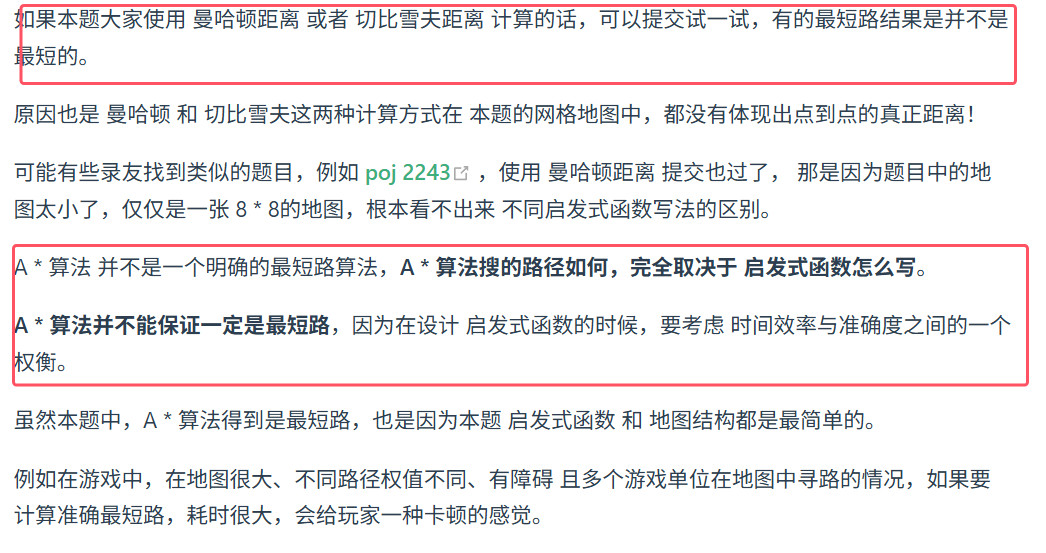 如果本题大家使用 曼哈顿距离 或者 切比雪夫距离 计算的话，可以提交试一试，有的最短路结果是并不是
最短的。
原因也是 曼哈顿 和 切比雪夫这两种计算方式在 本题的网格地图中，都没有体现出点到点的真正距离！
可能有些录友找到类似的题目，例如 poj 2243 ，使用 曼哈顿距离 提交也过了， 那是因为题目中的地
图太小了，仅仅是一张 8 * 8的地图，根本看不出来 不同启发式函数写法的区别。
A * 算法 并不是一个明确的最短路算法，A * 算法搜的路径如何，完全取决于 启发式函数怎么写。
A * 算法并不能保证一定是最短路，因为在设计 启发式函数的时候，要考虑 时间效率与准确度之间的一个
权衡。
虽然本题中，A * 算法得到是最短路，也是因为本题 启发式函数 和 地图结构都是最简单的。
例如在游戏中，在地图很大、不同路径权值不同、有障碍 且多个游戏单位在地图中寻路的情况，如果要
计算准确最短路，耗时很大，会给玩家一种卡顿的感觉。